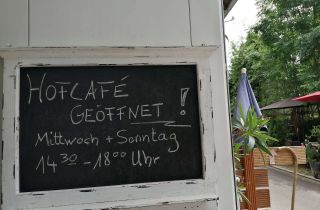 HOFCAFÉ
GEÖFFNET!
Mittwoch + Sonntag
14³⁰ - 18⁰⁰ Uhr